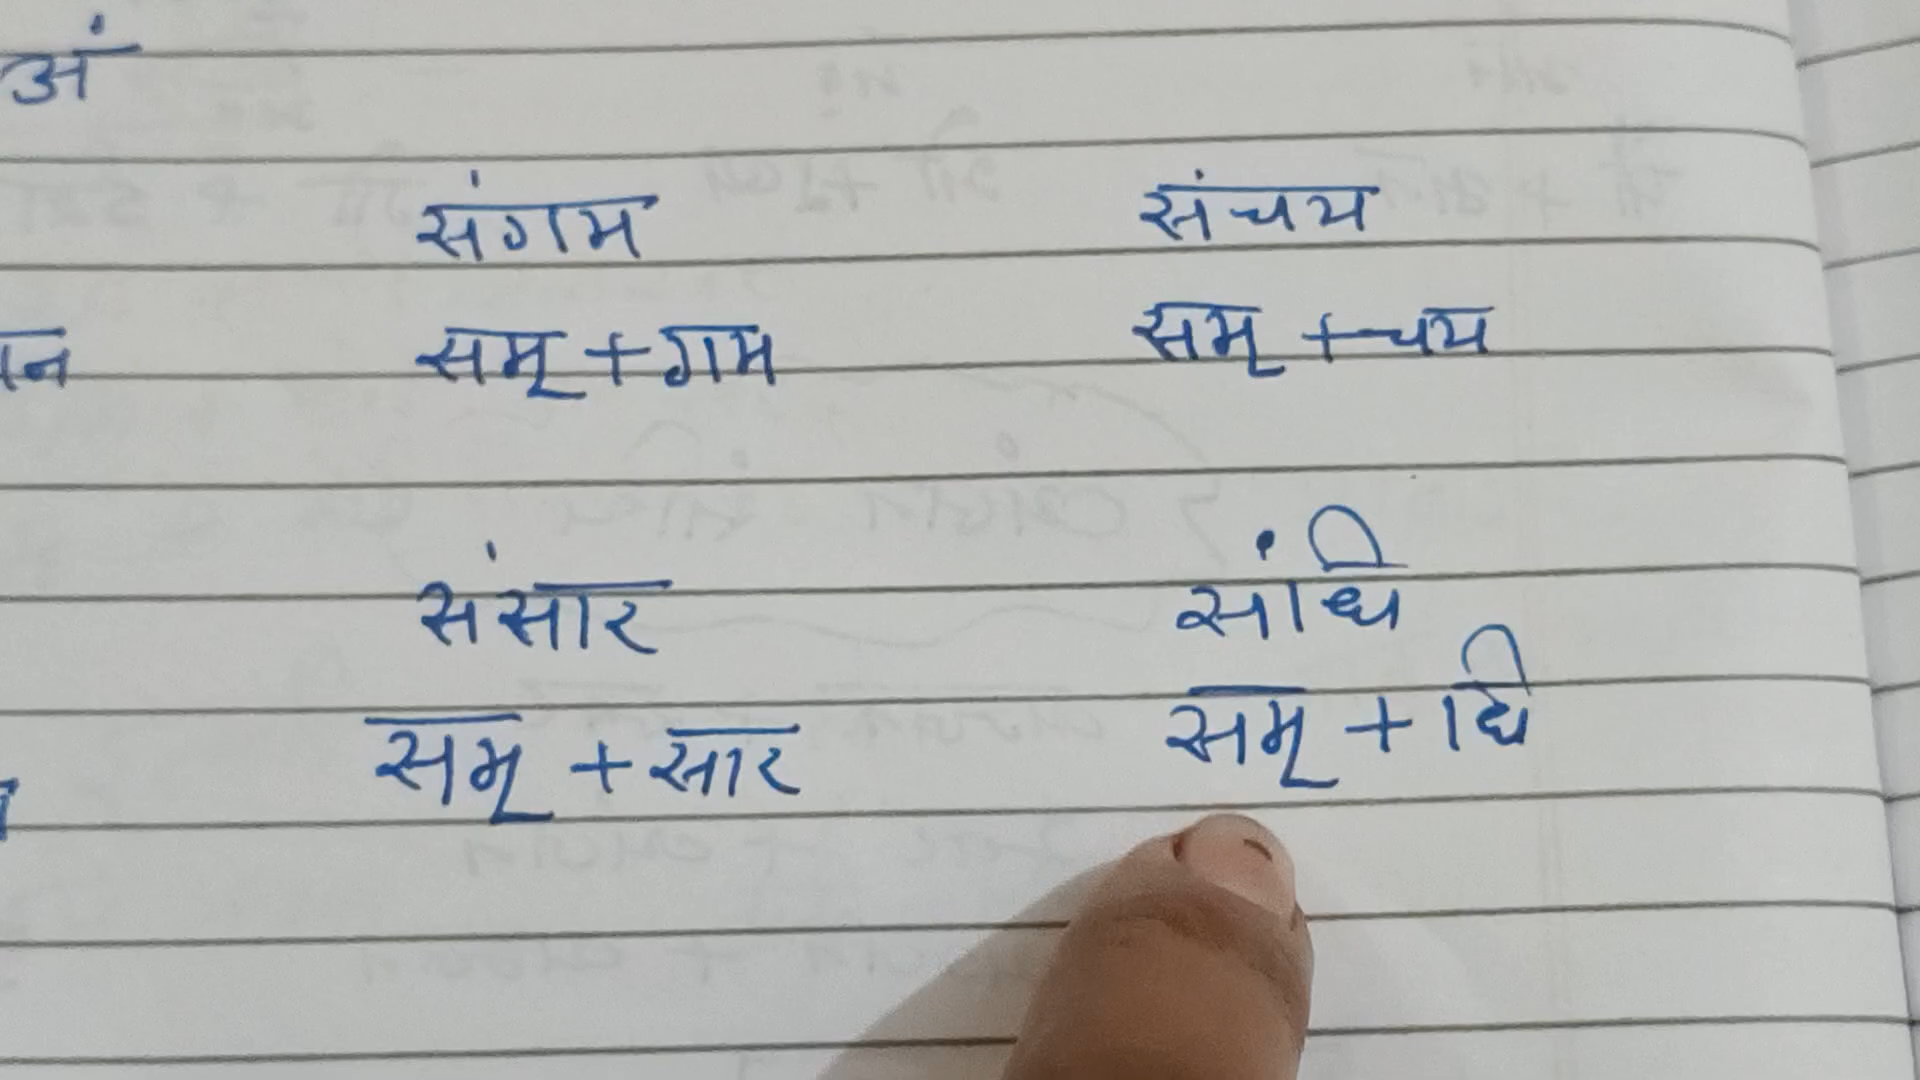 अं
संगम संचय
सम् + गम सम् + चय
संसार संधि
सम् + सार सम् + धि